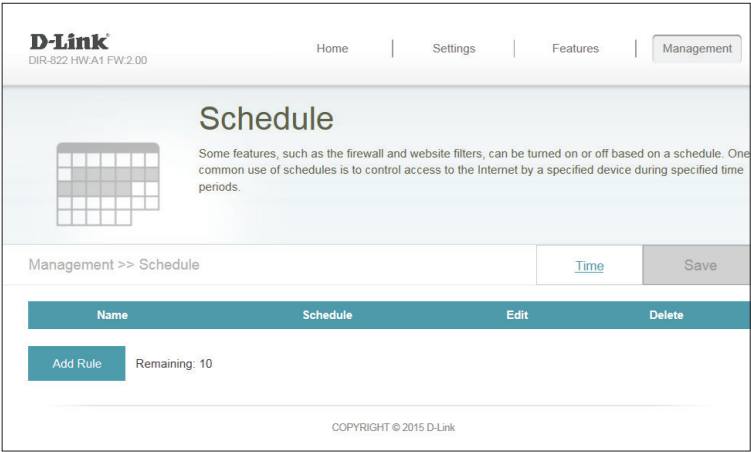 D-Link
DIR-822 HW:A1 FW:2.00
Home
Settings
Features
Management
Schedule
Some features, such as the firewall and website filters, can be turned on or off based on a schedule. One
common use of schedules is to control access to the Internet by a specified device during specified time
periods.
Management >> Schedule
Time
Save
Name
Schedule
Edit
Delete
Add Rule
Remaining: 10
COPYRIGHT © 2015 D-Link